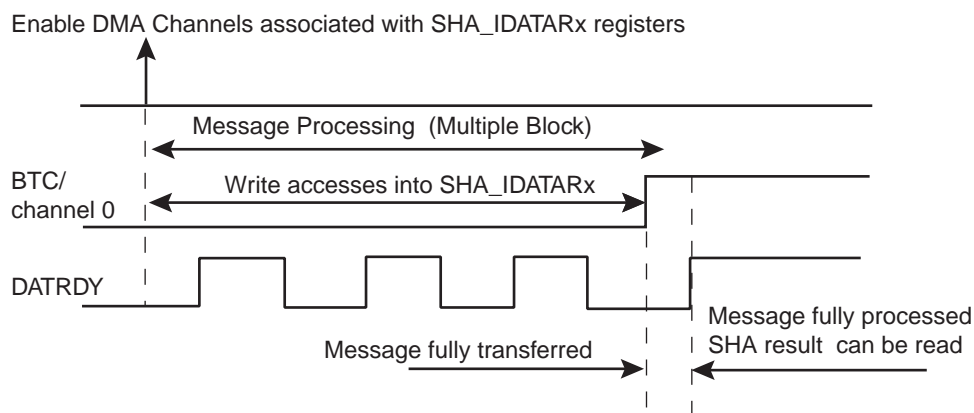 Enable DMA Channels associated with SHA_IDATARx registers
Message Processing (Multiple Block)
BTC/
channel 0
Write accesses into SHA_IDATARx
DATRDY
Message fully transferred
Message fully processed
SHA result can be read